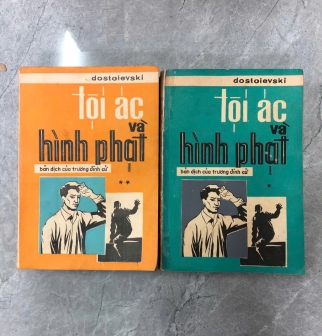 dostoievski
tội ác
và
hình phạt
bản dịch của trương đình cử
**
dostoievski
tội ác
và
hình phạt
bản dịch của trương đình cử
*